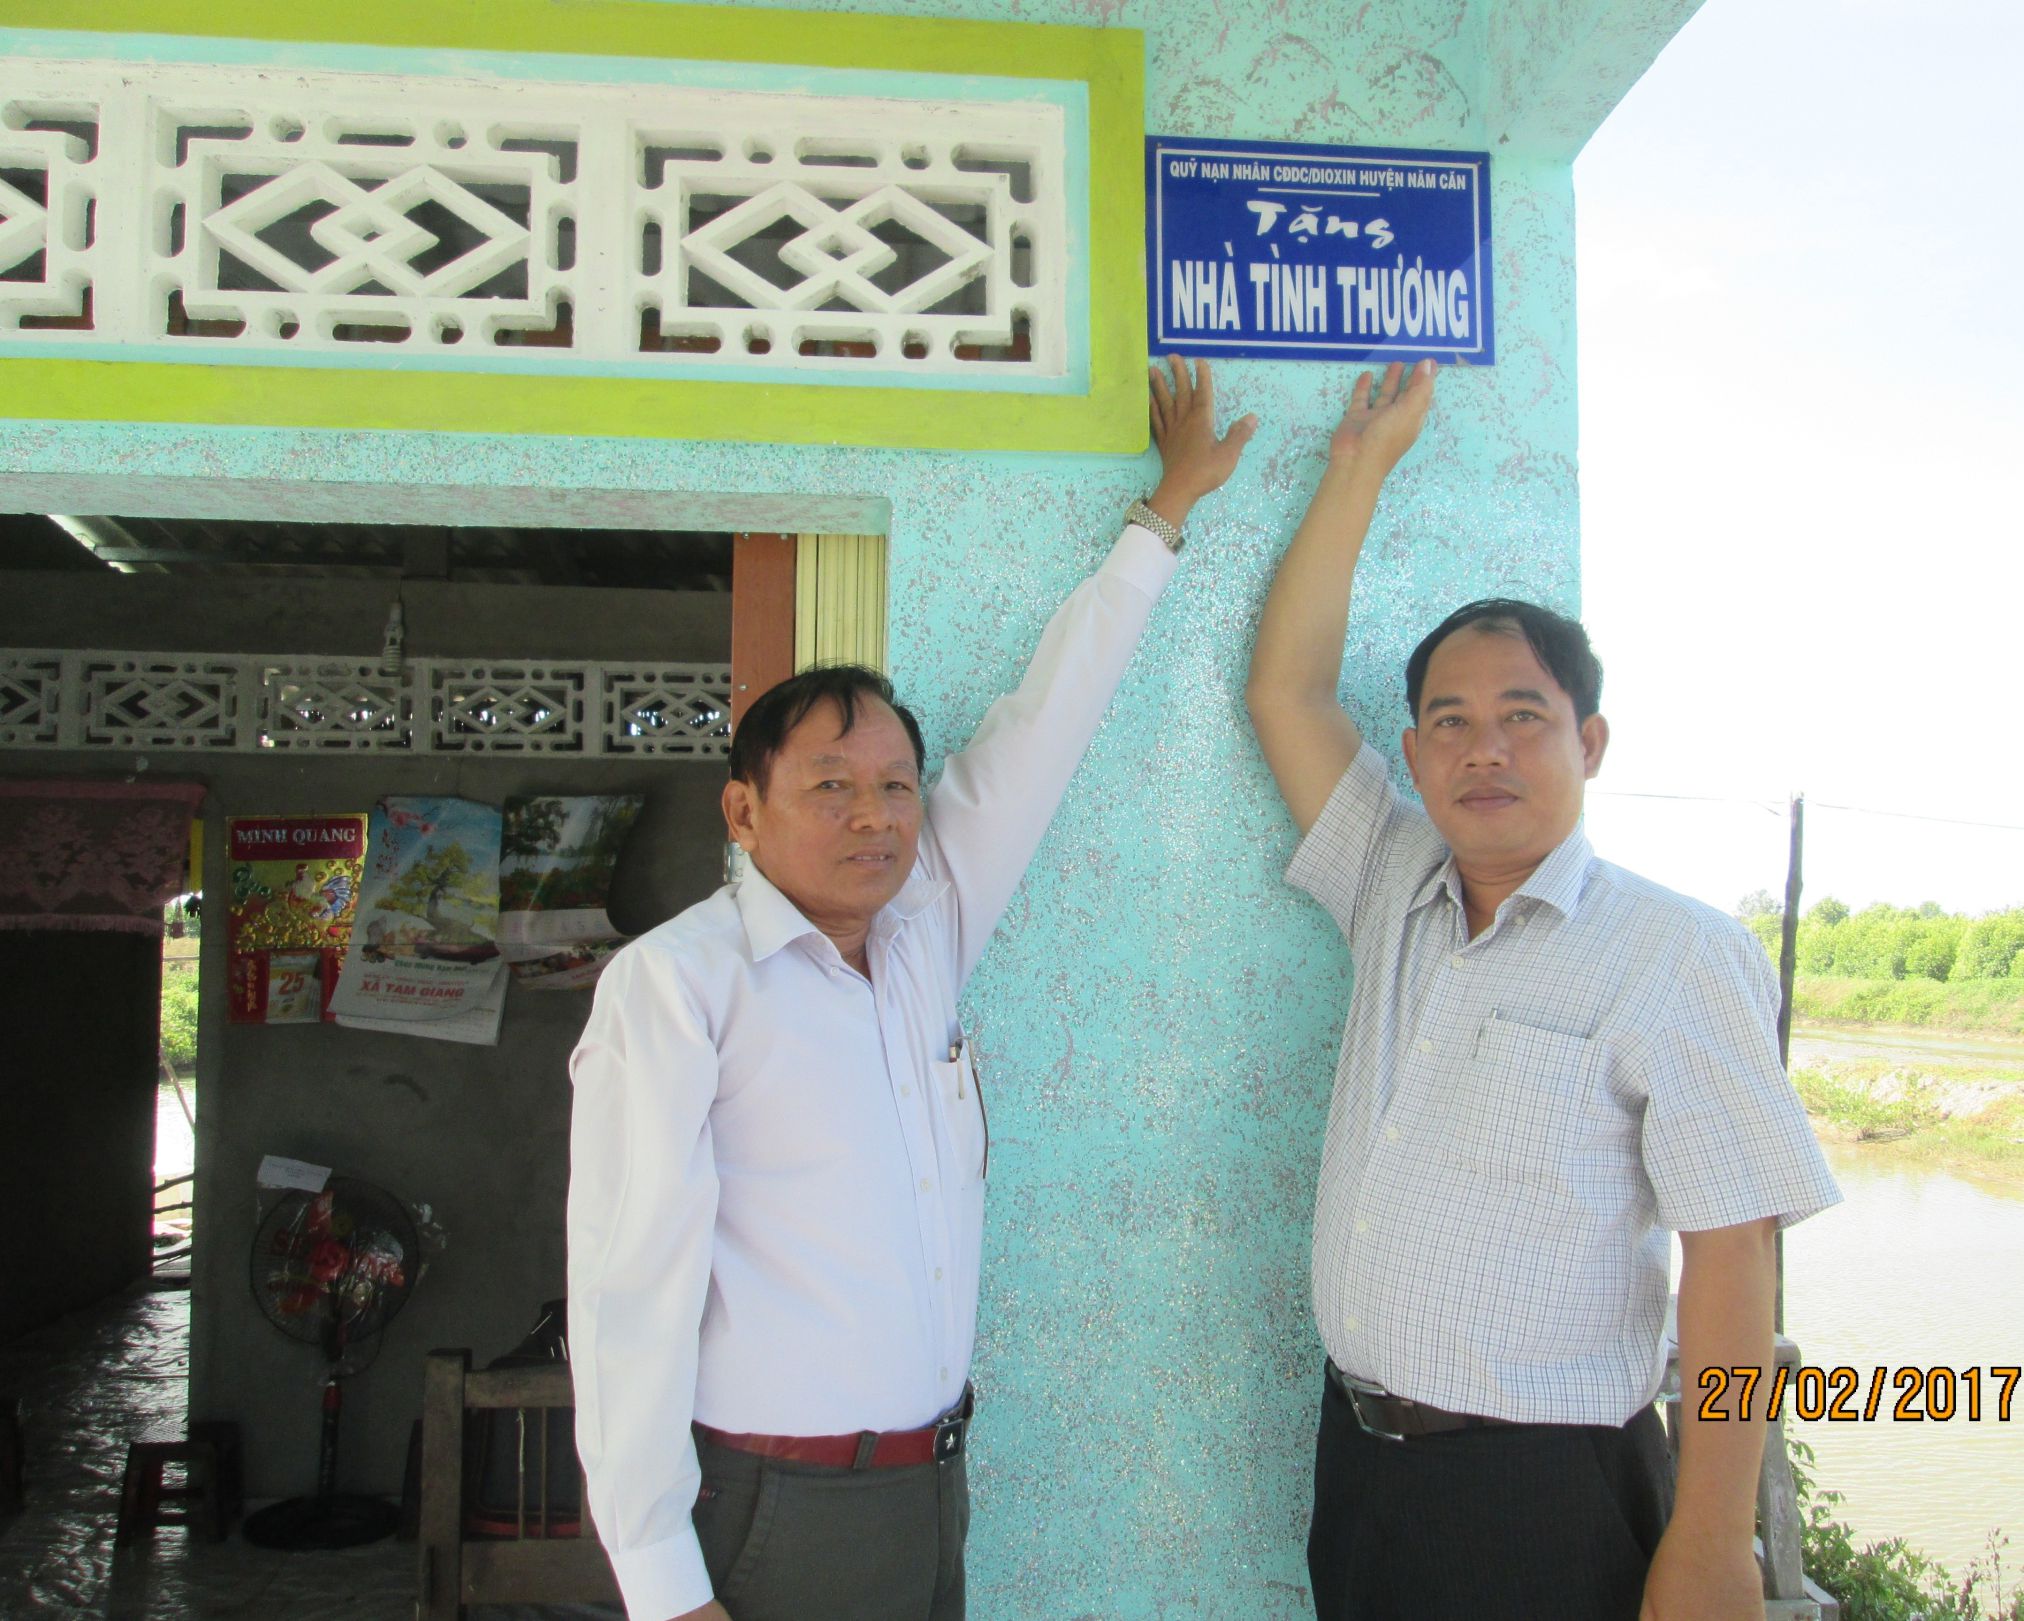 QUỸ NẠN NHÂN CĐDC/DIOXIN HUYỆN NĂM CĂN
Tặng
NHÀ TÌNH THƯƠNG
MINH QUANG
25
XÃ TAM GIANG
27/02/2017